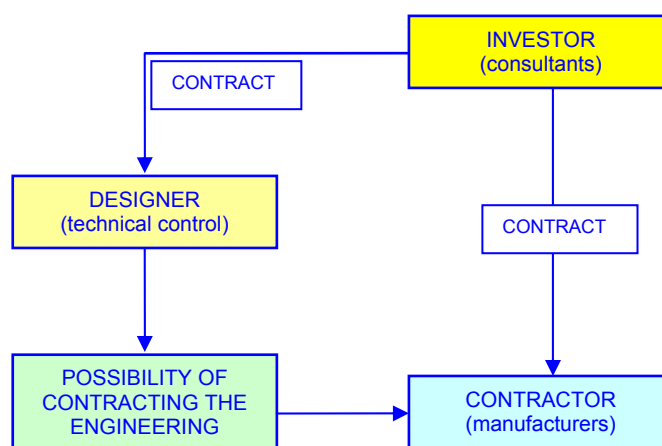 INVESTOR
(consultants)
CONTRACT
DESIGNER
(technical control)
CONTRACT
POSSIBILITY OF
CONTRACTING THE
ENGINEERING
CONTRACTOR
(manufacturers)